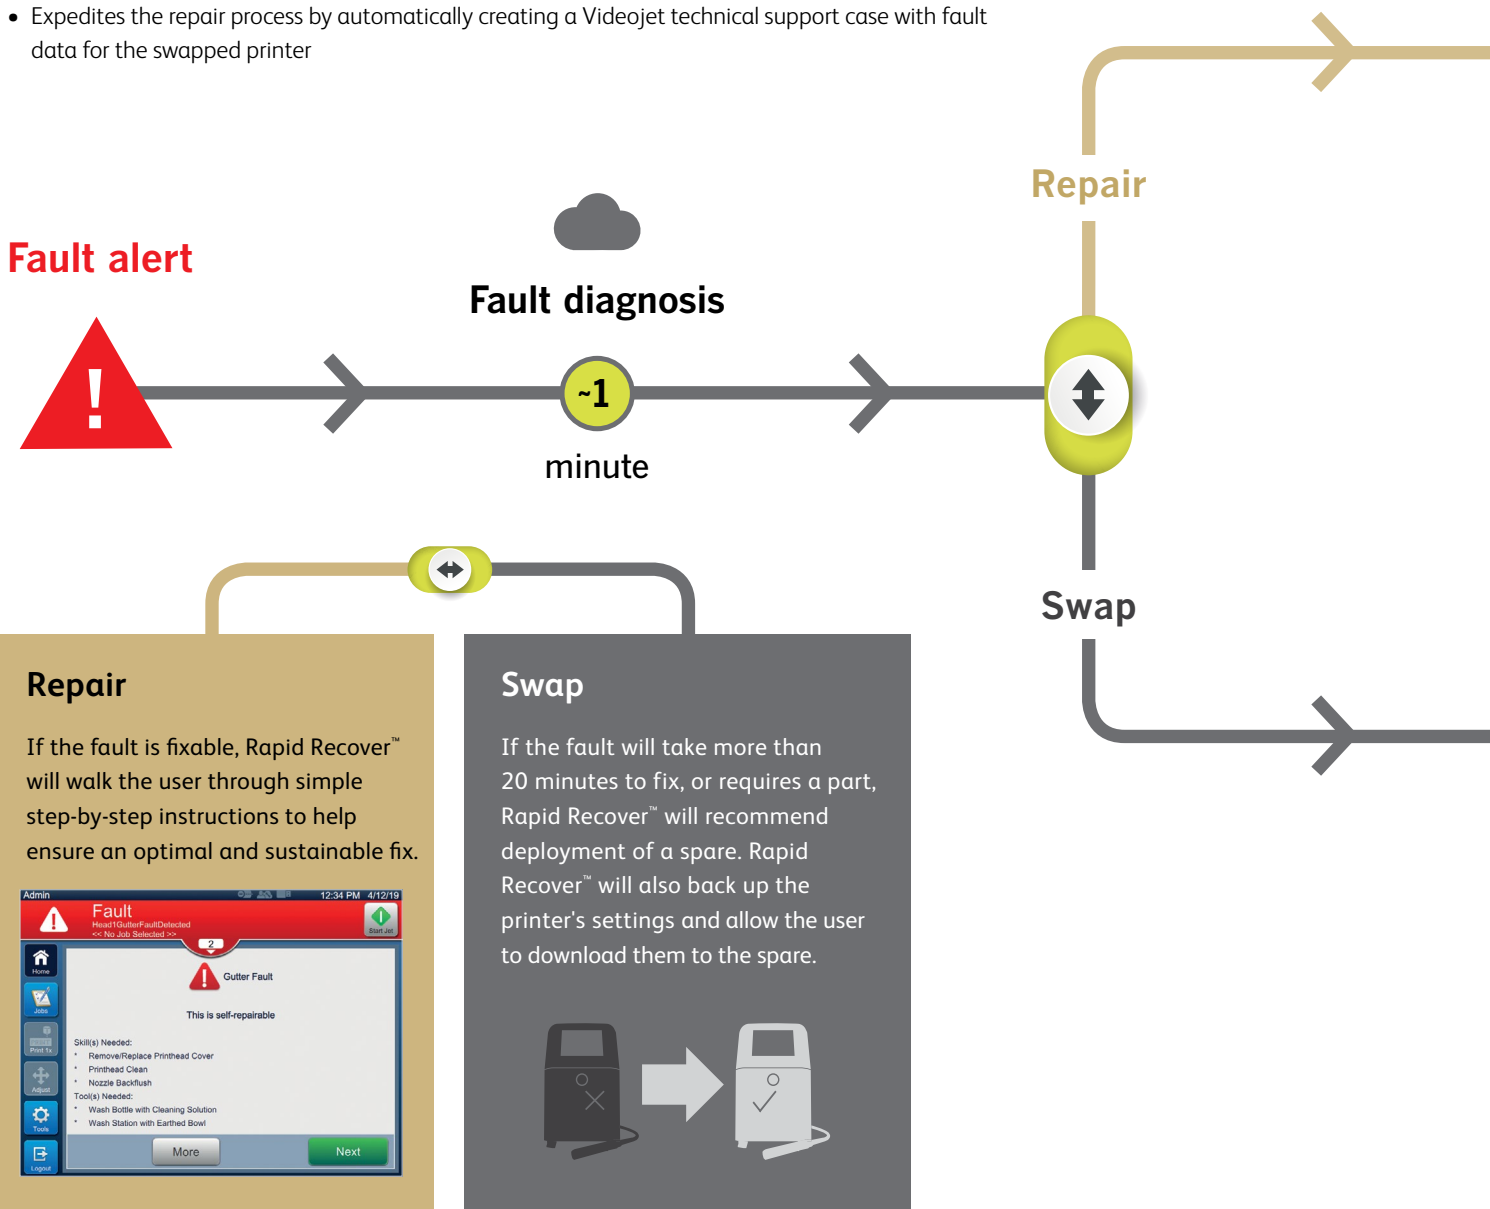 • Expedites the repair process by automatically creating a Videojet technical support case with fault
data for the swapped printer
Repair
Fault alert
Fault diagnosis
!
~1
minute
Swap
Repair
If the fault is fixable, Rapid Recover™
will walk the user through simple
step-by-step instructions to help
ensure an optimal and sustainable fix.
Admin
12:34 PM 4/12/19
Fault
Head1GutterFaultDetected
<< No Job Selected >>
Start Jet
2
Home
Gutter Fault
Jobs
This is self-repairable
Print 1x
Skill(s) Needed:
* Remove/Replace Printhead Cover
* Printhead Clean
* Nozzle Backflush
Adjust
Tool(s) Needed:
* Wash Bottle with Cleaning Solution
* Wash Station with Earthed Bowl
Tools
More
Next
Logout
Swap
If the fault will take more than
20 minutes to fix, or requires a part,
Rapid Recover™ will recommend
deployment of a spare. Rapid
Recover™ will also back up the
printer's settings and allow the user
to download them to the spare.